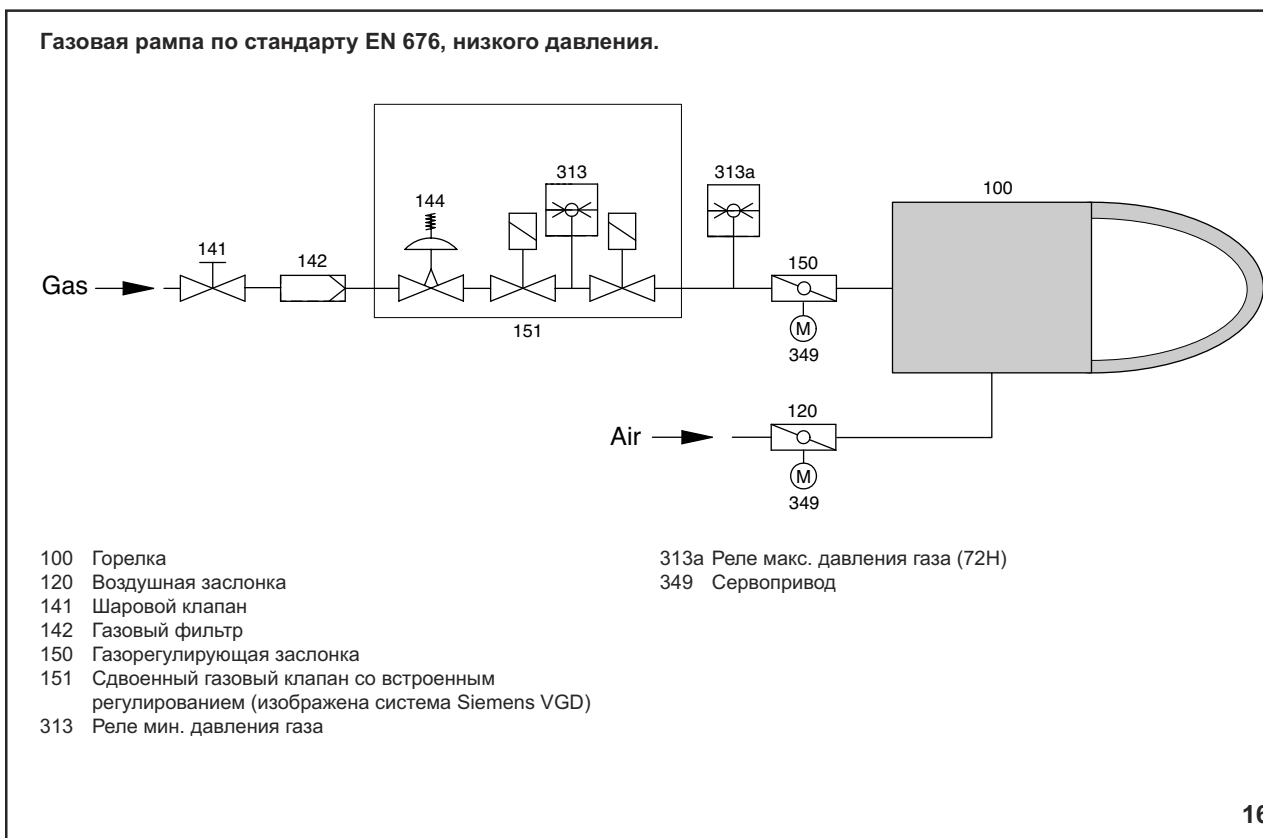 Газовая рампа по стандарту EN 676, низкого давления.
313
313a
100
144
141
142
150
Gas
151
M
349
120
Air
M
349
100 Горелка
120 Воздушная заслонка
141 Шаровой клапан
142 Газовый фильтр
150 Газорегулирующая заслонка
151 Сдвоенный газовый клапан со встроенным
регулированием (изображена система Siemens VGD)
313 Реле мин. давления газа
313a Реле макс. давления газа (72H)
349 Сервопривод
16